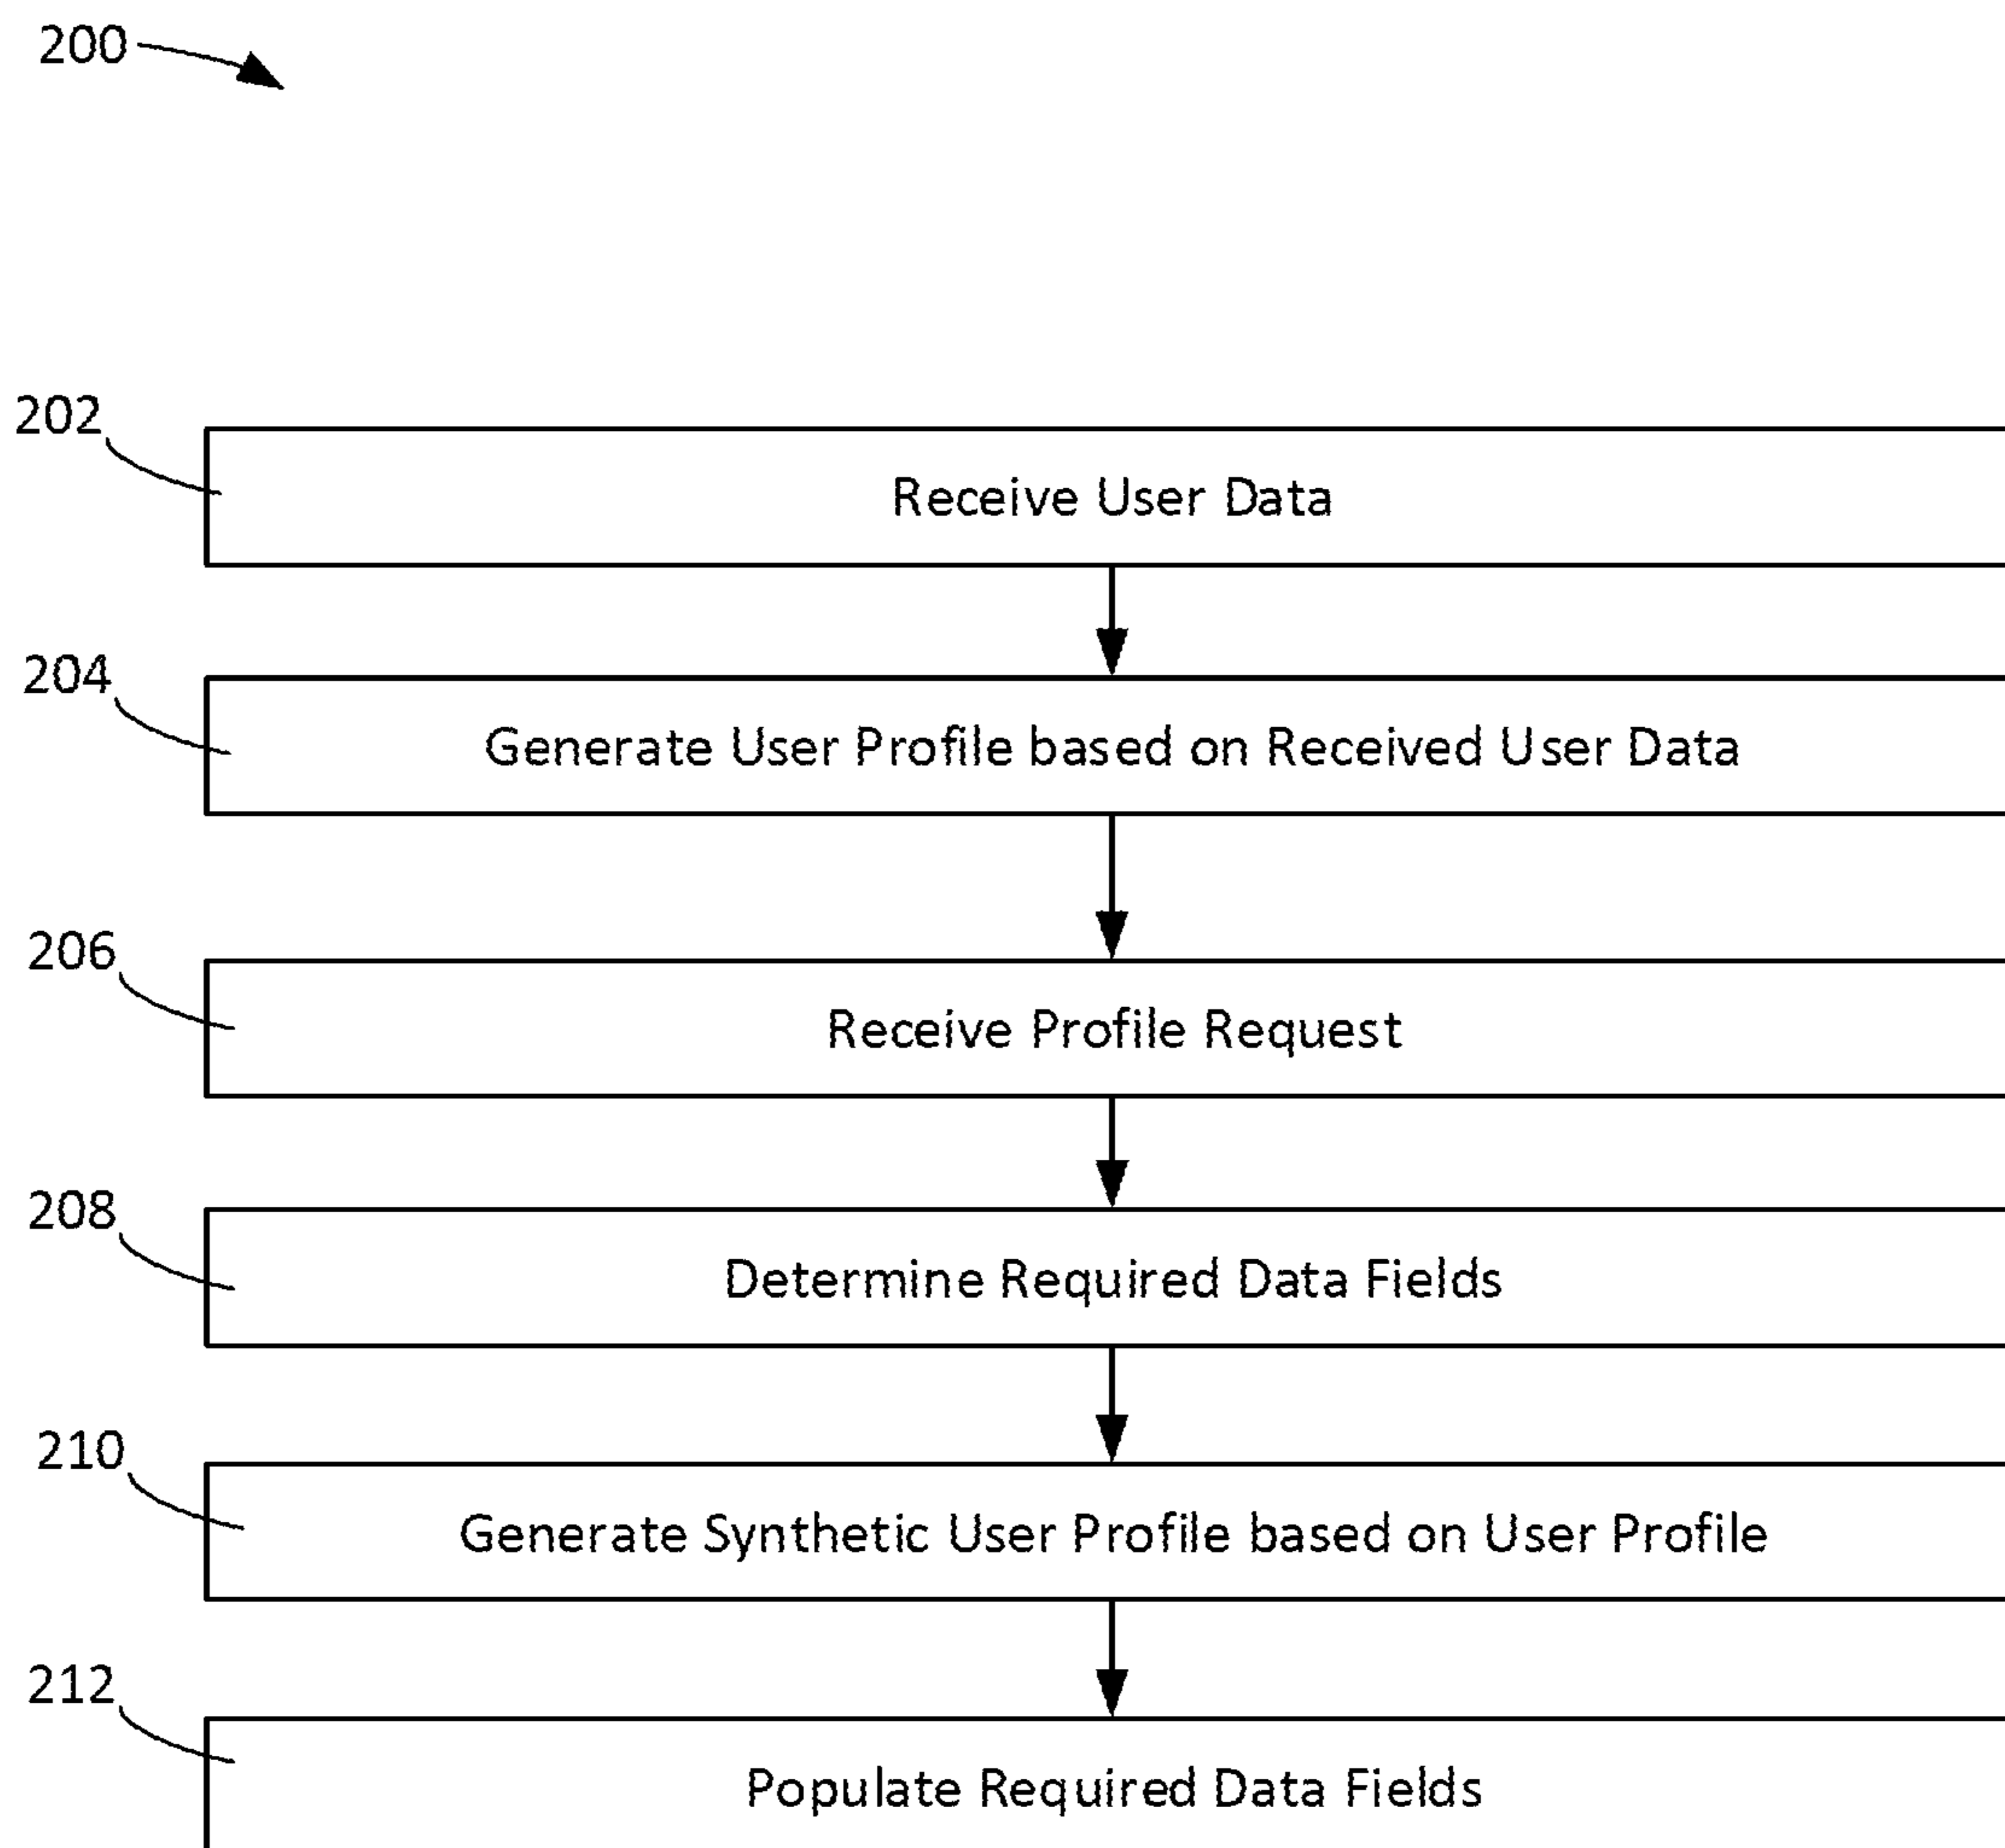 200
202
Receive User Data
204
Generate User Profile based on Received User Data
206
Receive Profile Request
208
Determine Required Data Fields
210
Generate Synthetic User Profile based on User Profile
212
Populate Required Data Fields